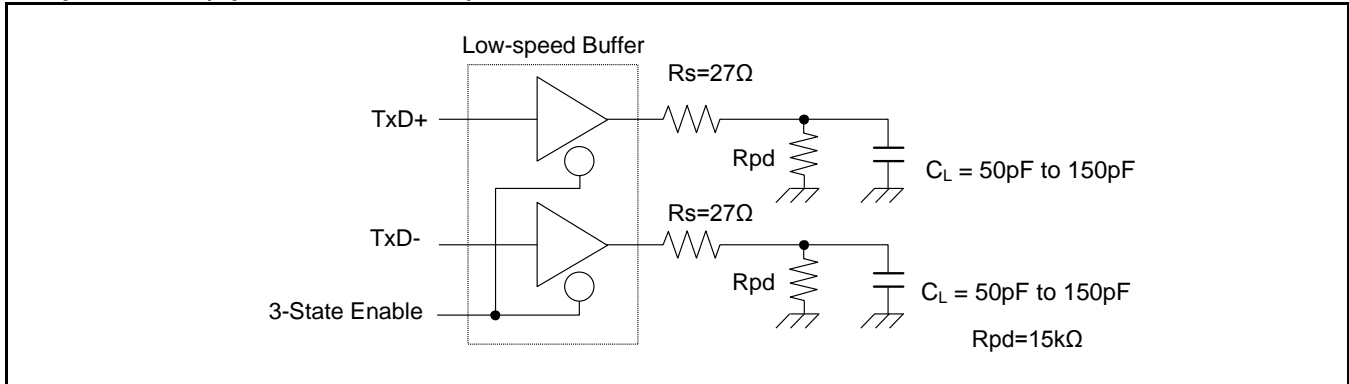 Low-speed Buffer
Rs=27Ω
TxD+
Rpd
CL = 50pF to 150pF
Rs=27Ω
TxD-
Rpd
CL = 50pF to 150pF
3-State Enable
Rpd=15kΩ